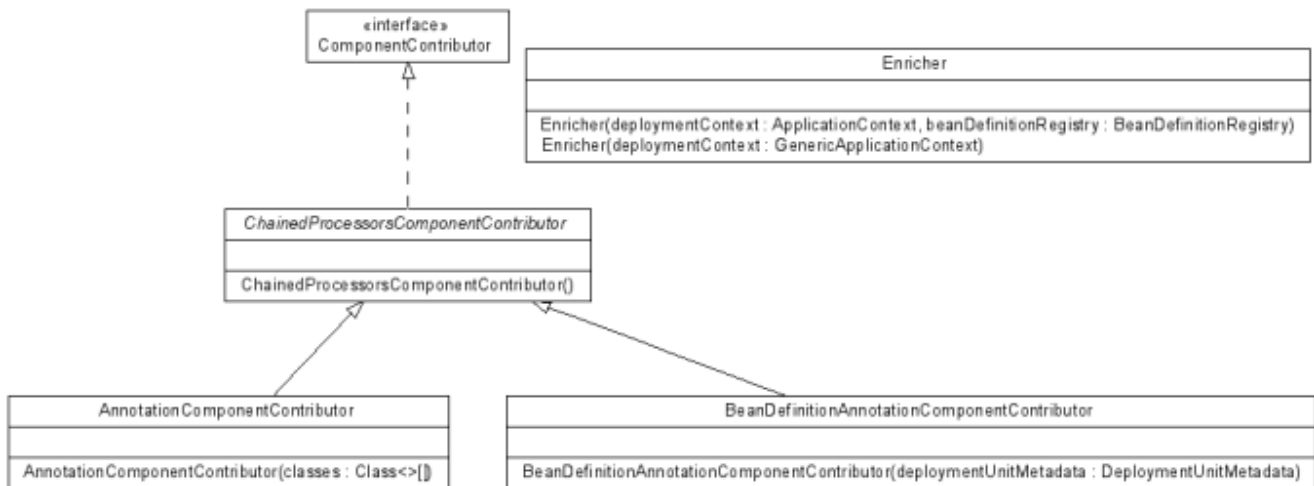 «interface»
ComponentContributor
Enricher
Enricher(deploymentContext : ApplicationContext, beanDefinitionRegistry : BeanDefinitionRegistry)
Enricher(deploymentContext : GenericApplicationContext)
ChainedProcessorsComponentContributor
ChainedProcessorsComponentContributor()
AnnotationComponentContributor
AnnotationComponentContributor(classes : Class<>[])
BeanDefinitionAnnotationComponentContributor
BeanDefinitionAnnotationComponentContributor(deploymentUnitMetadata : DeploymentUnitMetadata)